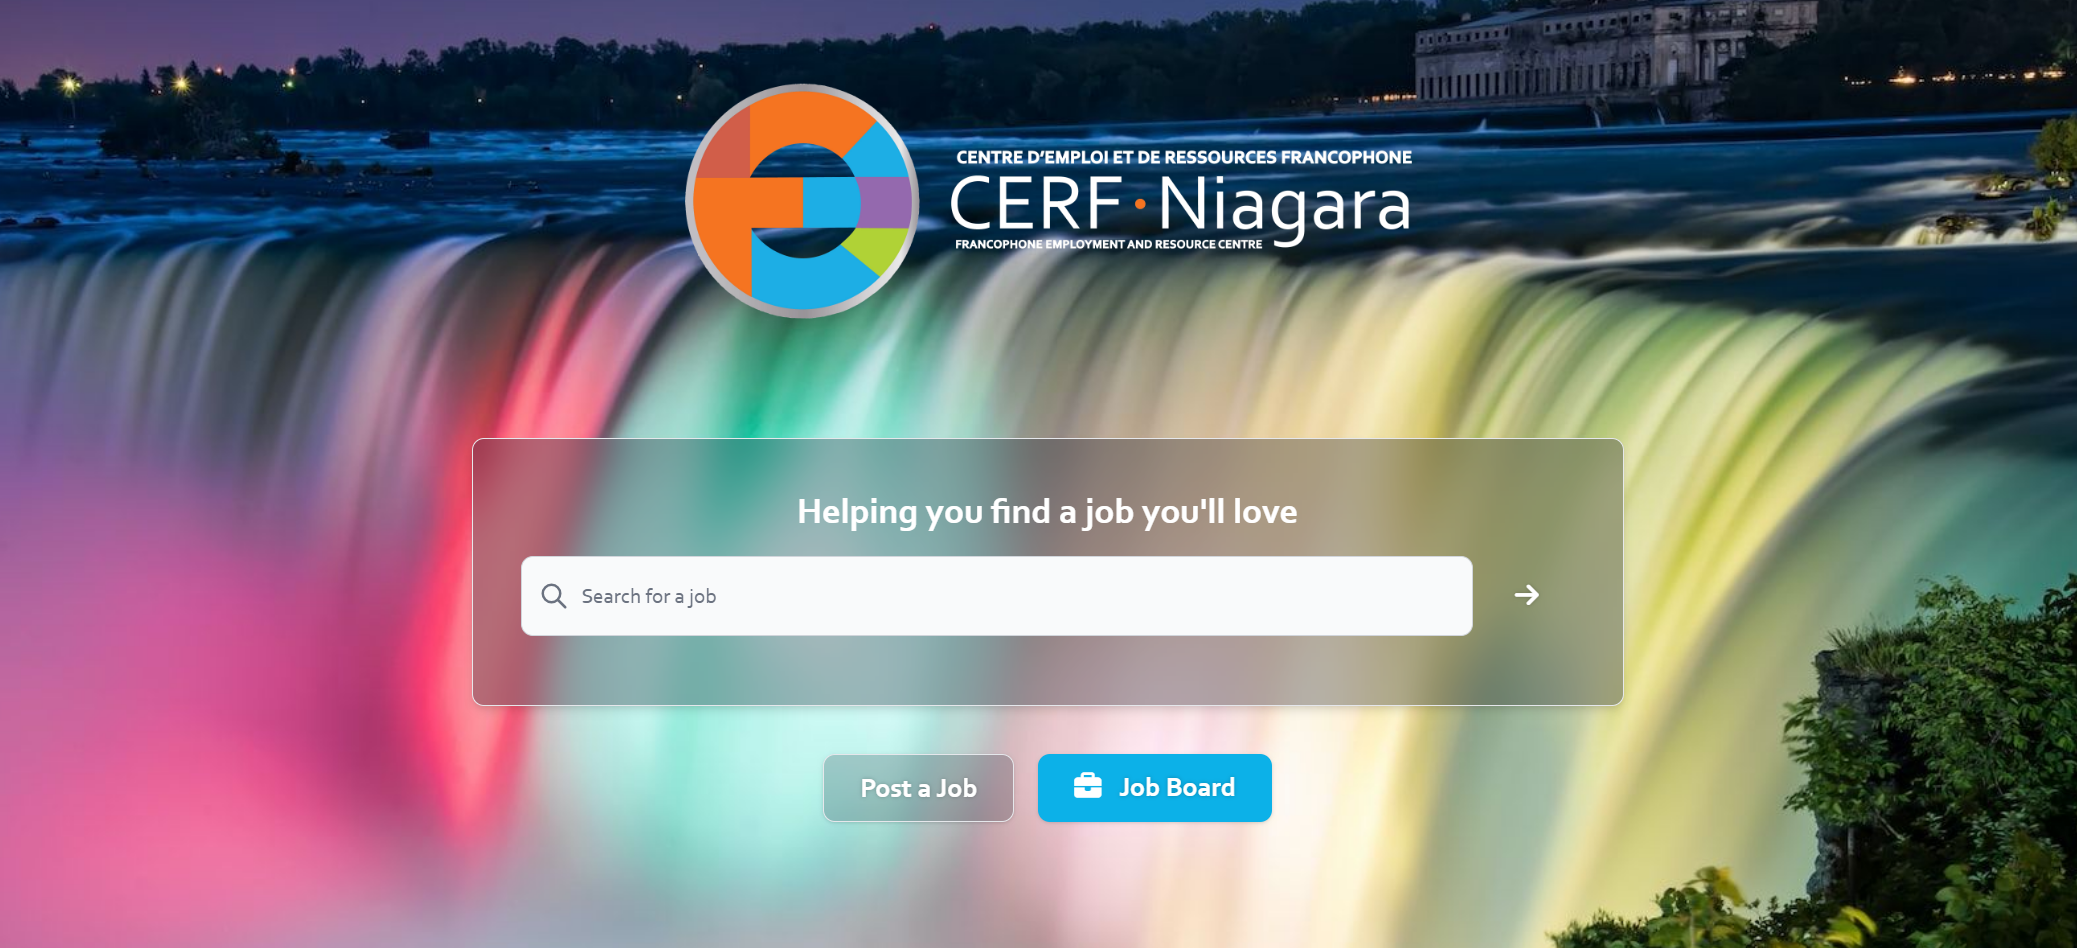 CENTRE D’EMPLOI ET DE RESSOURCES FRANCOPHONE
CERF·Niagara
FRANCOPHONE EMPLOYMENT AND RESOURCE CENTRE
Helping you find a job you'll love
Search for a job
Post a Job
Job Board